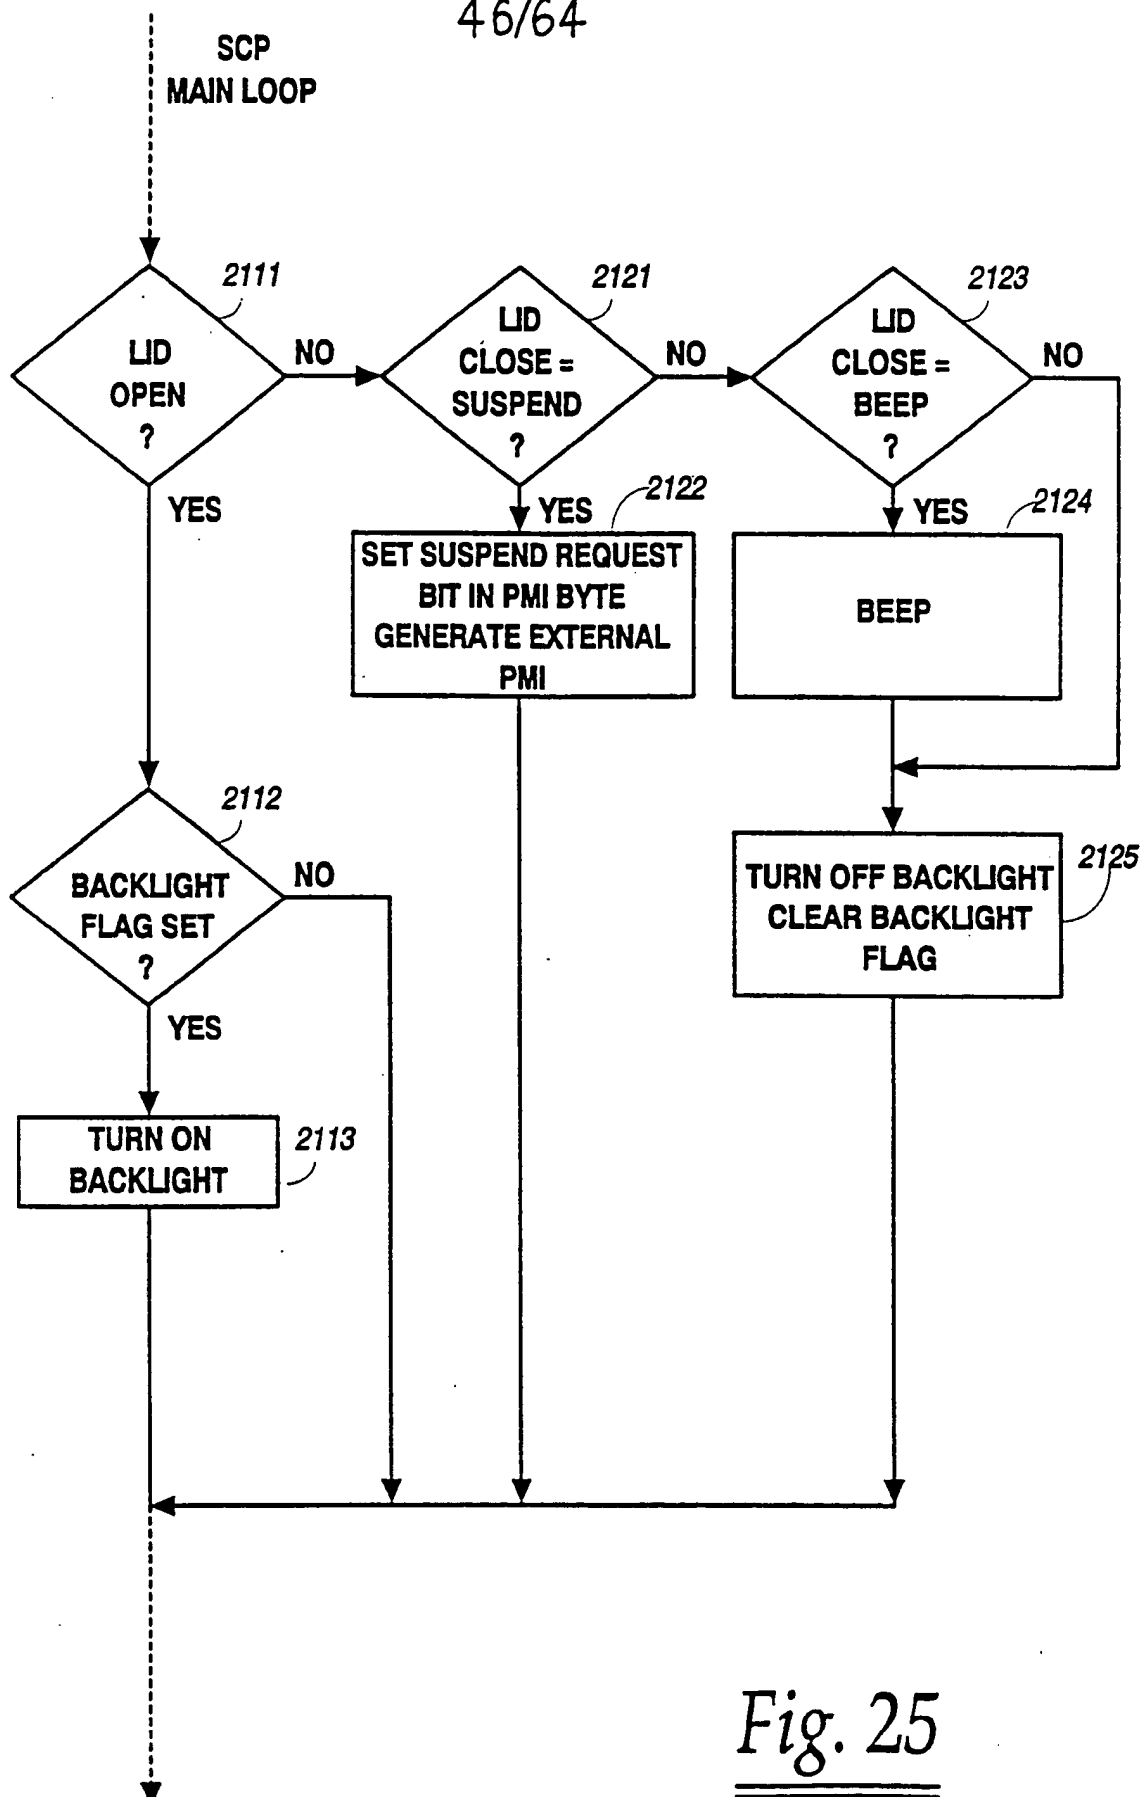 46/64
SCP
MAIN LOOP
2111
LID
OPEN
?
NO
YES
2121
LID
CLOSE =
SUSPEND
?
NO
YES
2123
LID
CLOSE =
BEEP
?
NO
YES
2122
SET SUSPEND REQUEST
BIT IN PMI BYTE
GENERATE EXTERNAL
PMI
2124
BEEP
2112
BACKLIGHT
FLAG SET
?
NO
YES
2125
TURN OFF BACKLIGHT
CLEAR BACKLIGHT
FLAG
TURN ON
BACKLIGHT
2113
Fig. 25